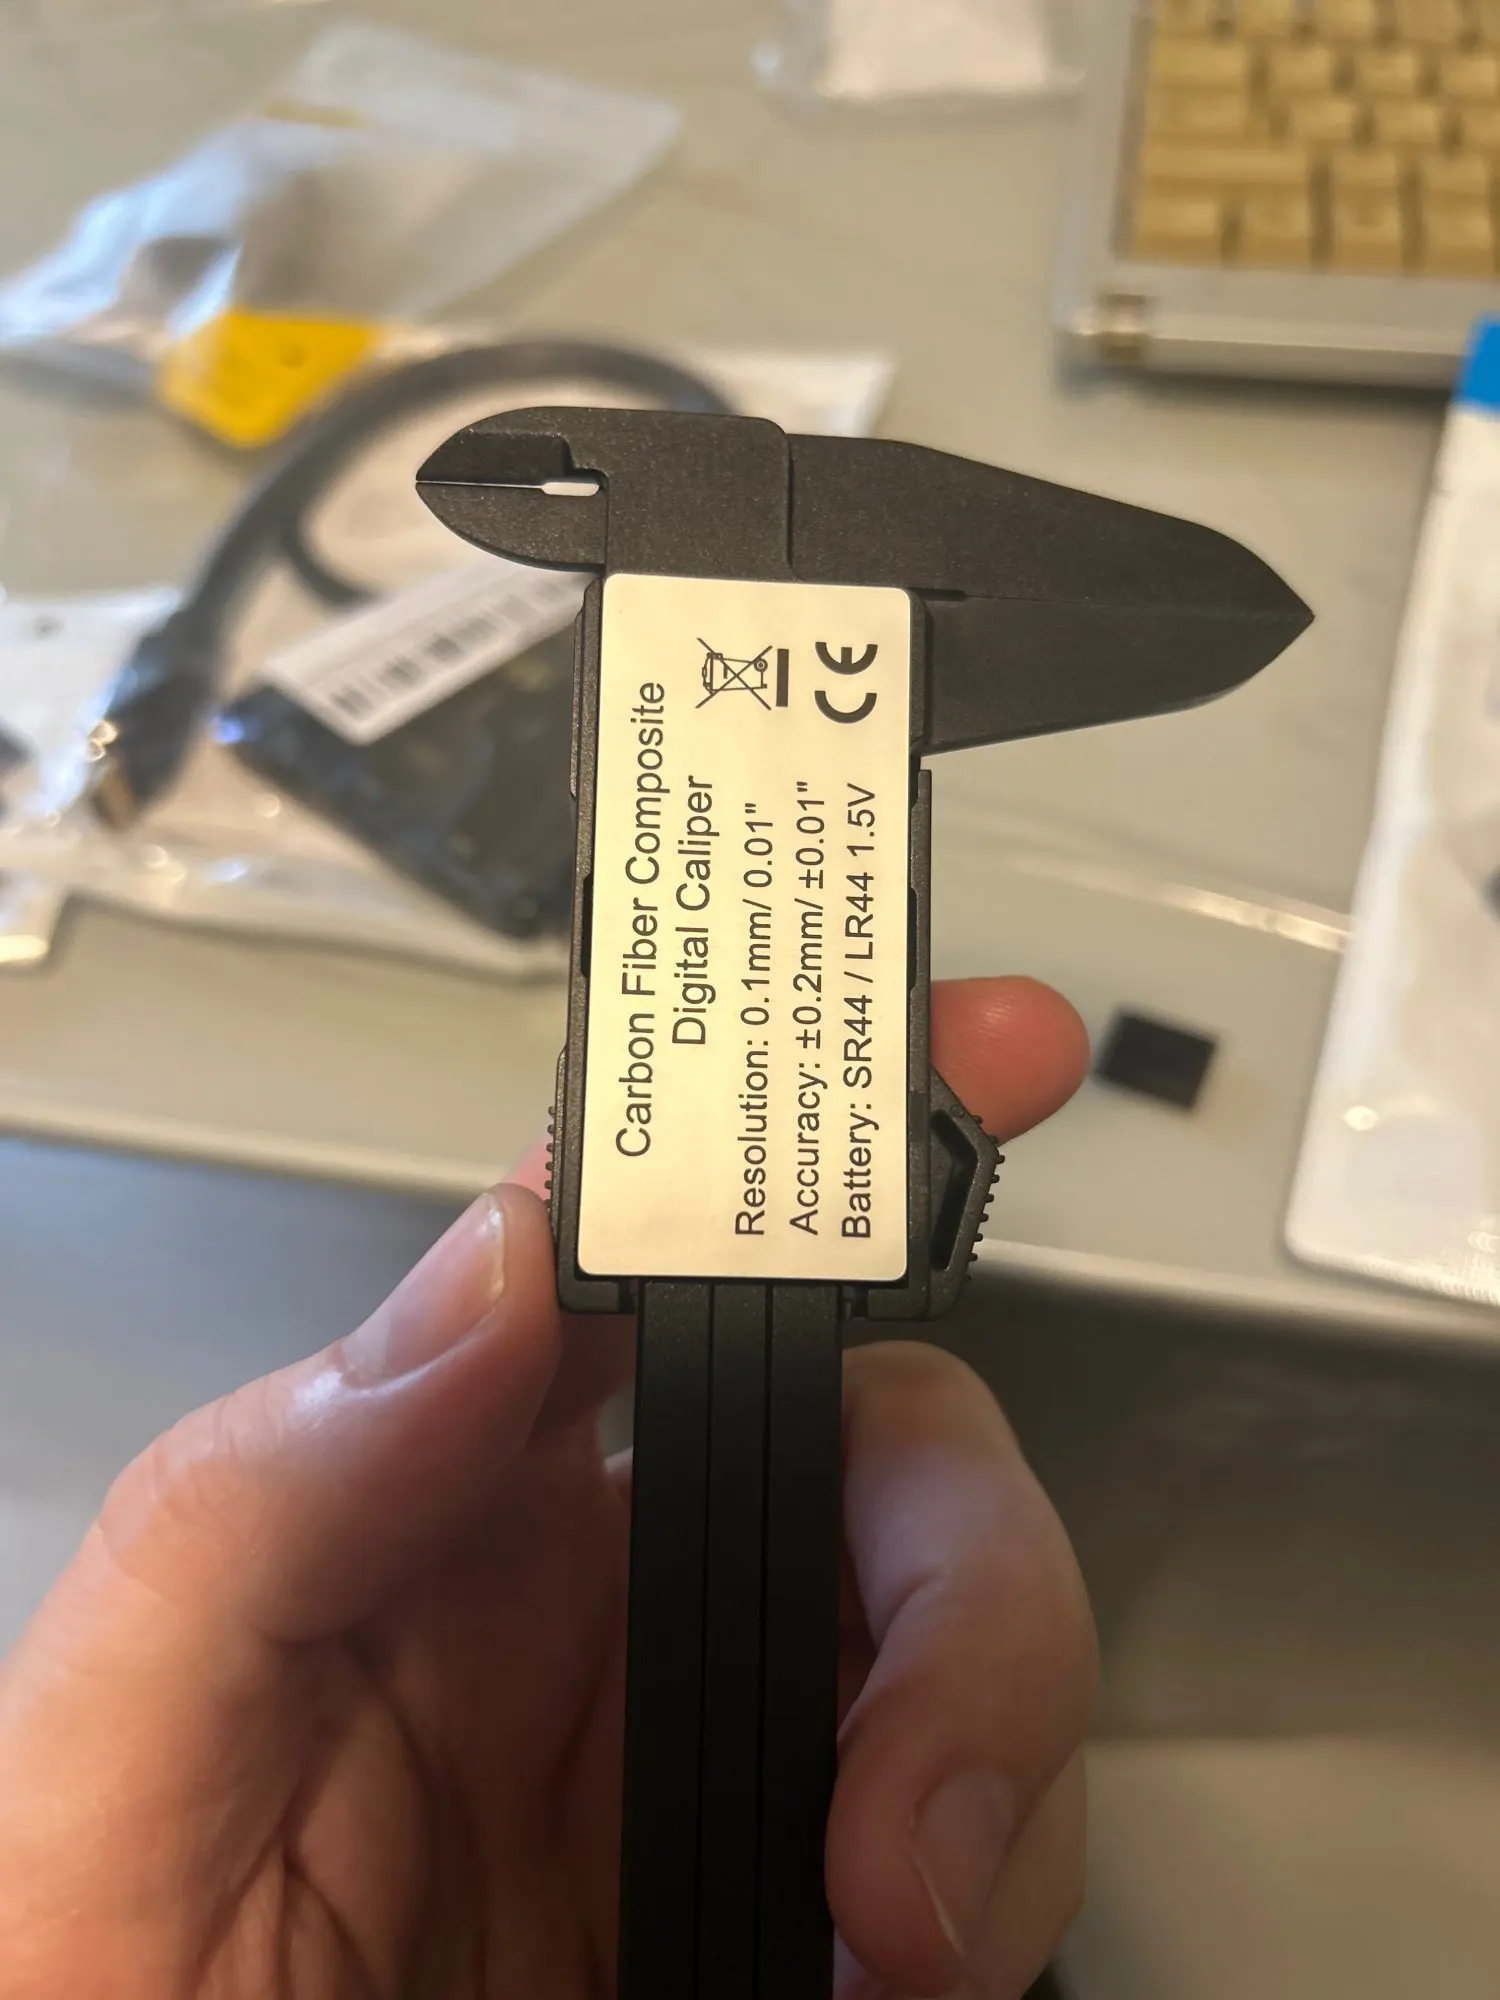 Carbon Fiber Composite
Digital Caliper
Resolution: 0.1mm/ 0.01"
Accuracy: ±0.2mm/ ±0.01"
Battery: SR44 / LR44 1.5V
CE